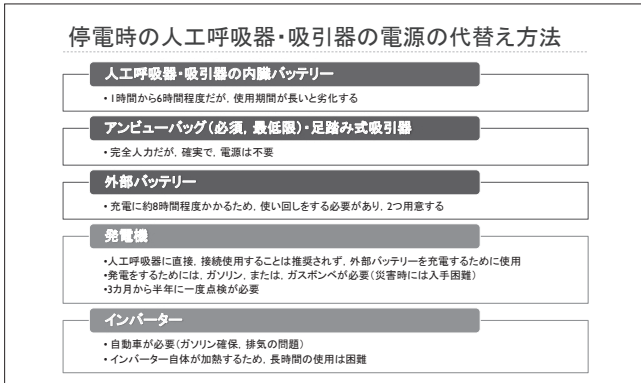 停電時の人工呼吸器・吸引器の電源の代替え方法
人工呼吸器・吸引器の内臓バッテリー
・1時間から6時間程度だが，使用期間が長いと劣化する
アンビューバッグ（必須，最低限）・足踏み式吸引器
・完全人力だが，確実で，電源は不要
外部バッテリー
・充電に約8時間程度かかるため，使い回しをする必要があり，2つ用意する
発電機
・人工呼吸器に直接，接続使用することは推奨されず，外部バッテリーを充電するために使用
・発電をするためには，ガソリン，または，ガスボンベが必要（災害時には入手困難）
・3カ月から半年に一度点検が必要
インバーター
・自動車が必要（ガソリン確保，排気の問題）
・インバーター自体が加熱するため，長時間の使用は困難